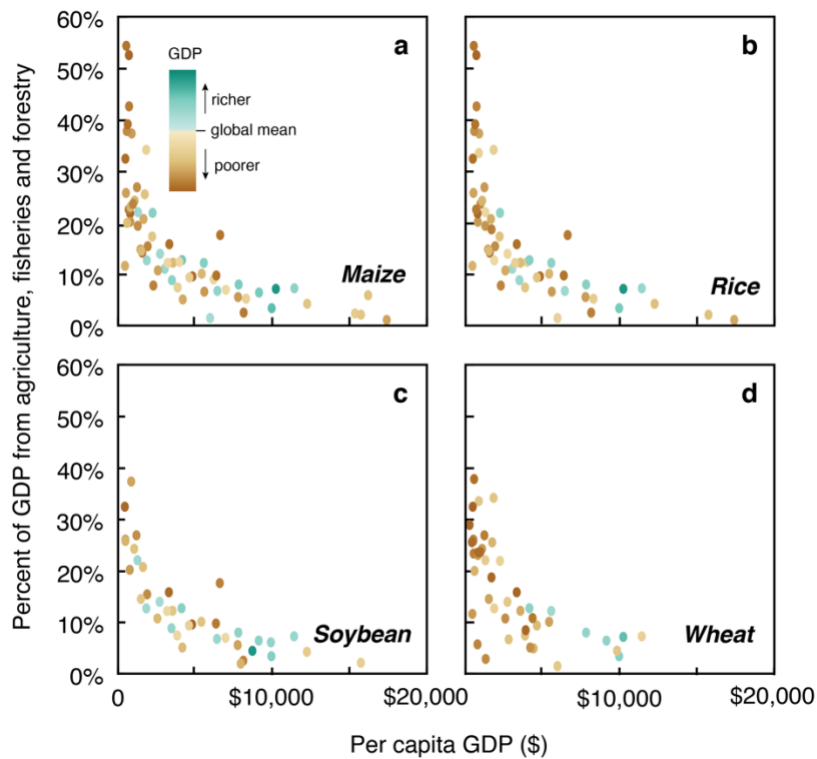 Percent of GDP from agriculture, fisheries and forestry
60%
50%
40%
30%
20%
10%
0%
a
GDP
richer
global mean
poorer
Maize
b
Rice
60%
50%
40%
30%
20%
10%
0%
c
Soybean
d
Wheat
0
$10,000
$20,000
$10,000
$20,000
Per capita GDP ($)